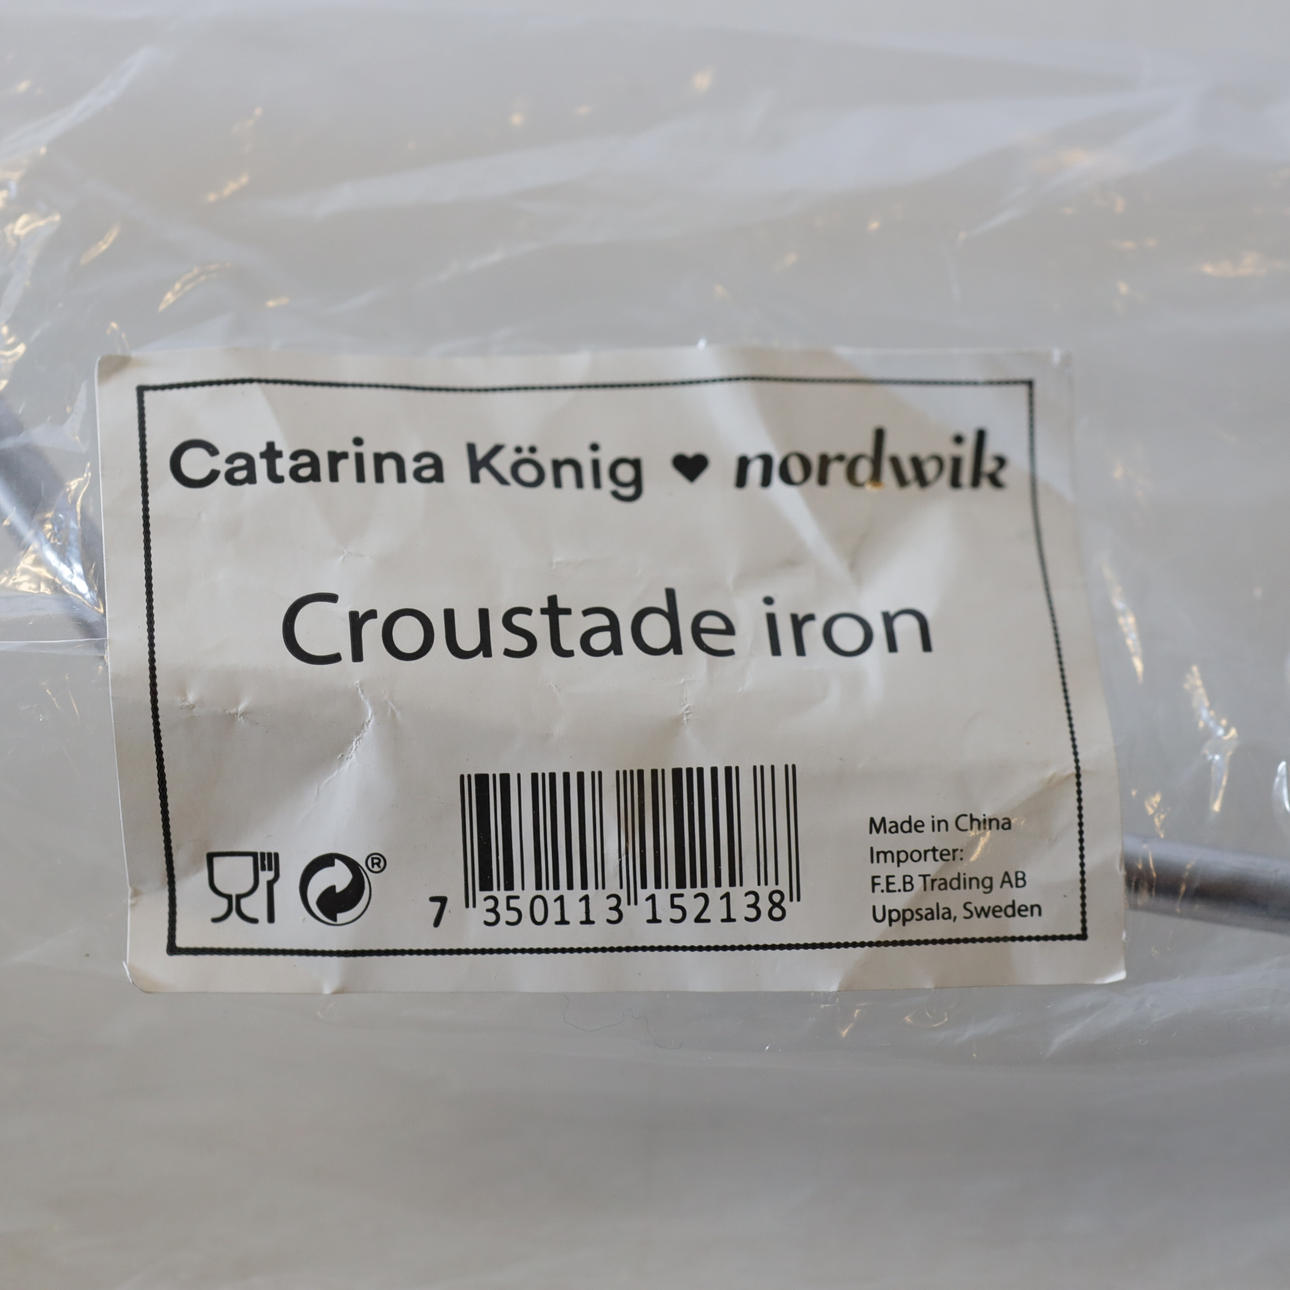 Catarina König ♥ nordwik
Croustade iron
Made in China
Importer:
F.E.B Trading AB
Uppsala, Sweden
®
7 350113 152138